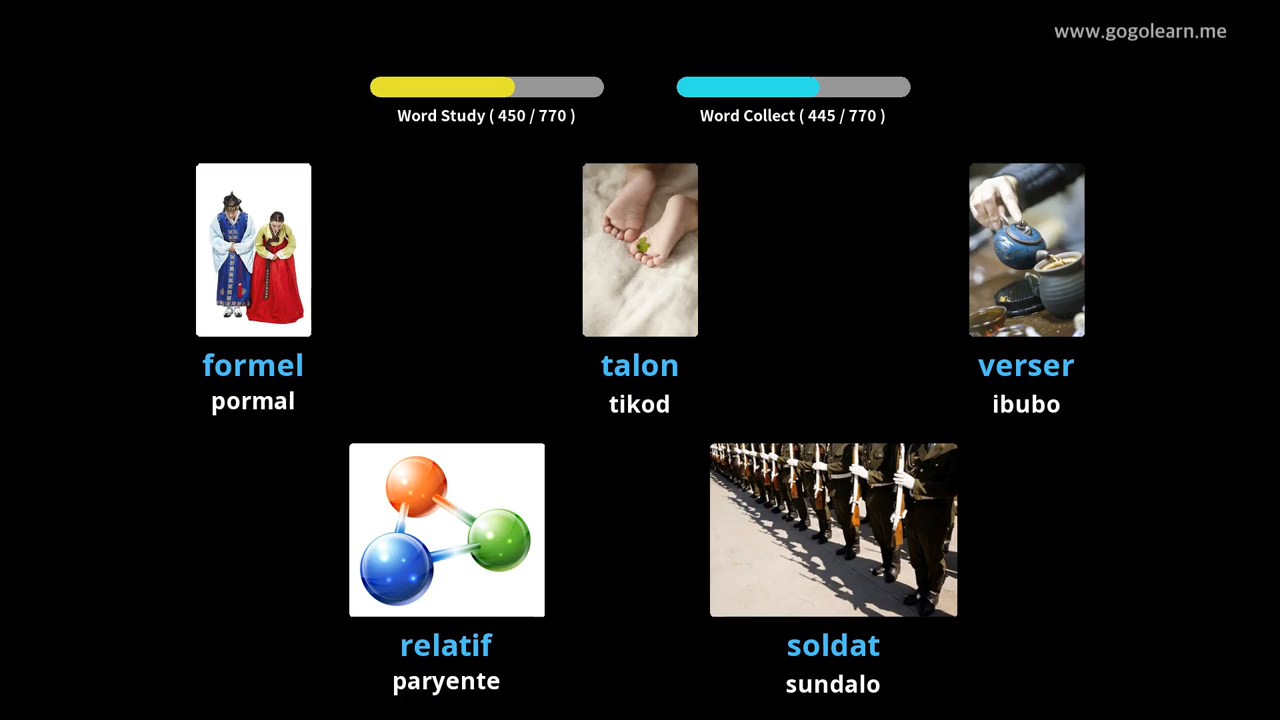 www.gogolearn.me
Word Study ( 450 / 770 )
Word Collect ( 445 / 770 )
formel
pormal
talon
tikod
verser
ibubo
relatif
paryente
soldat
sundalo